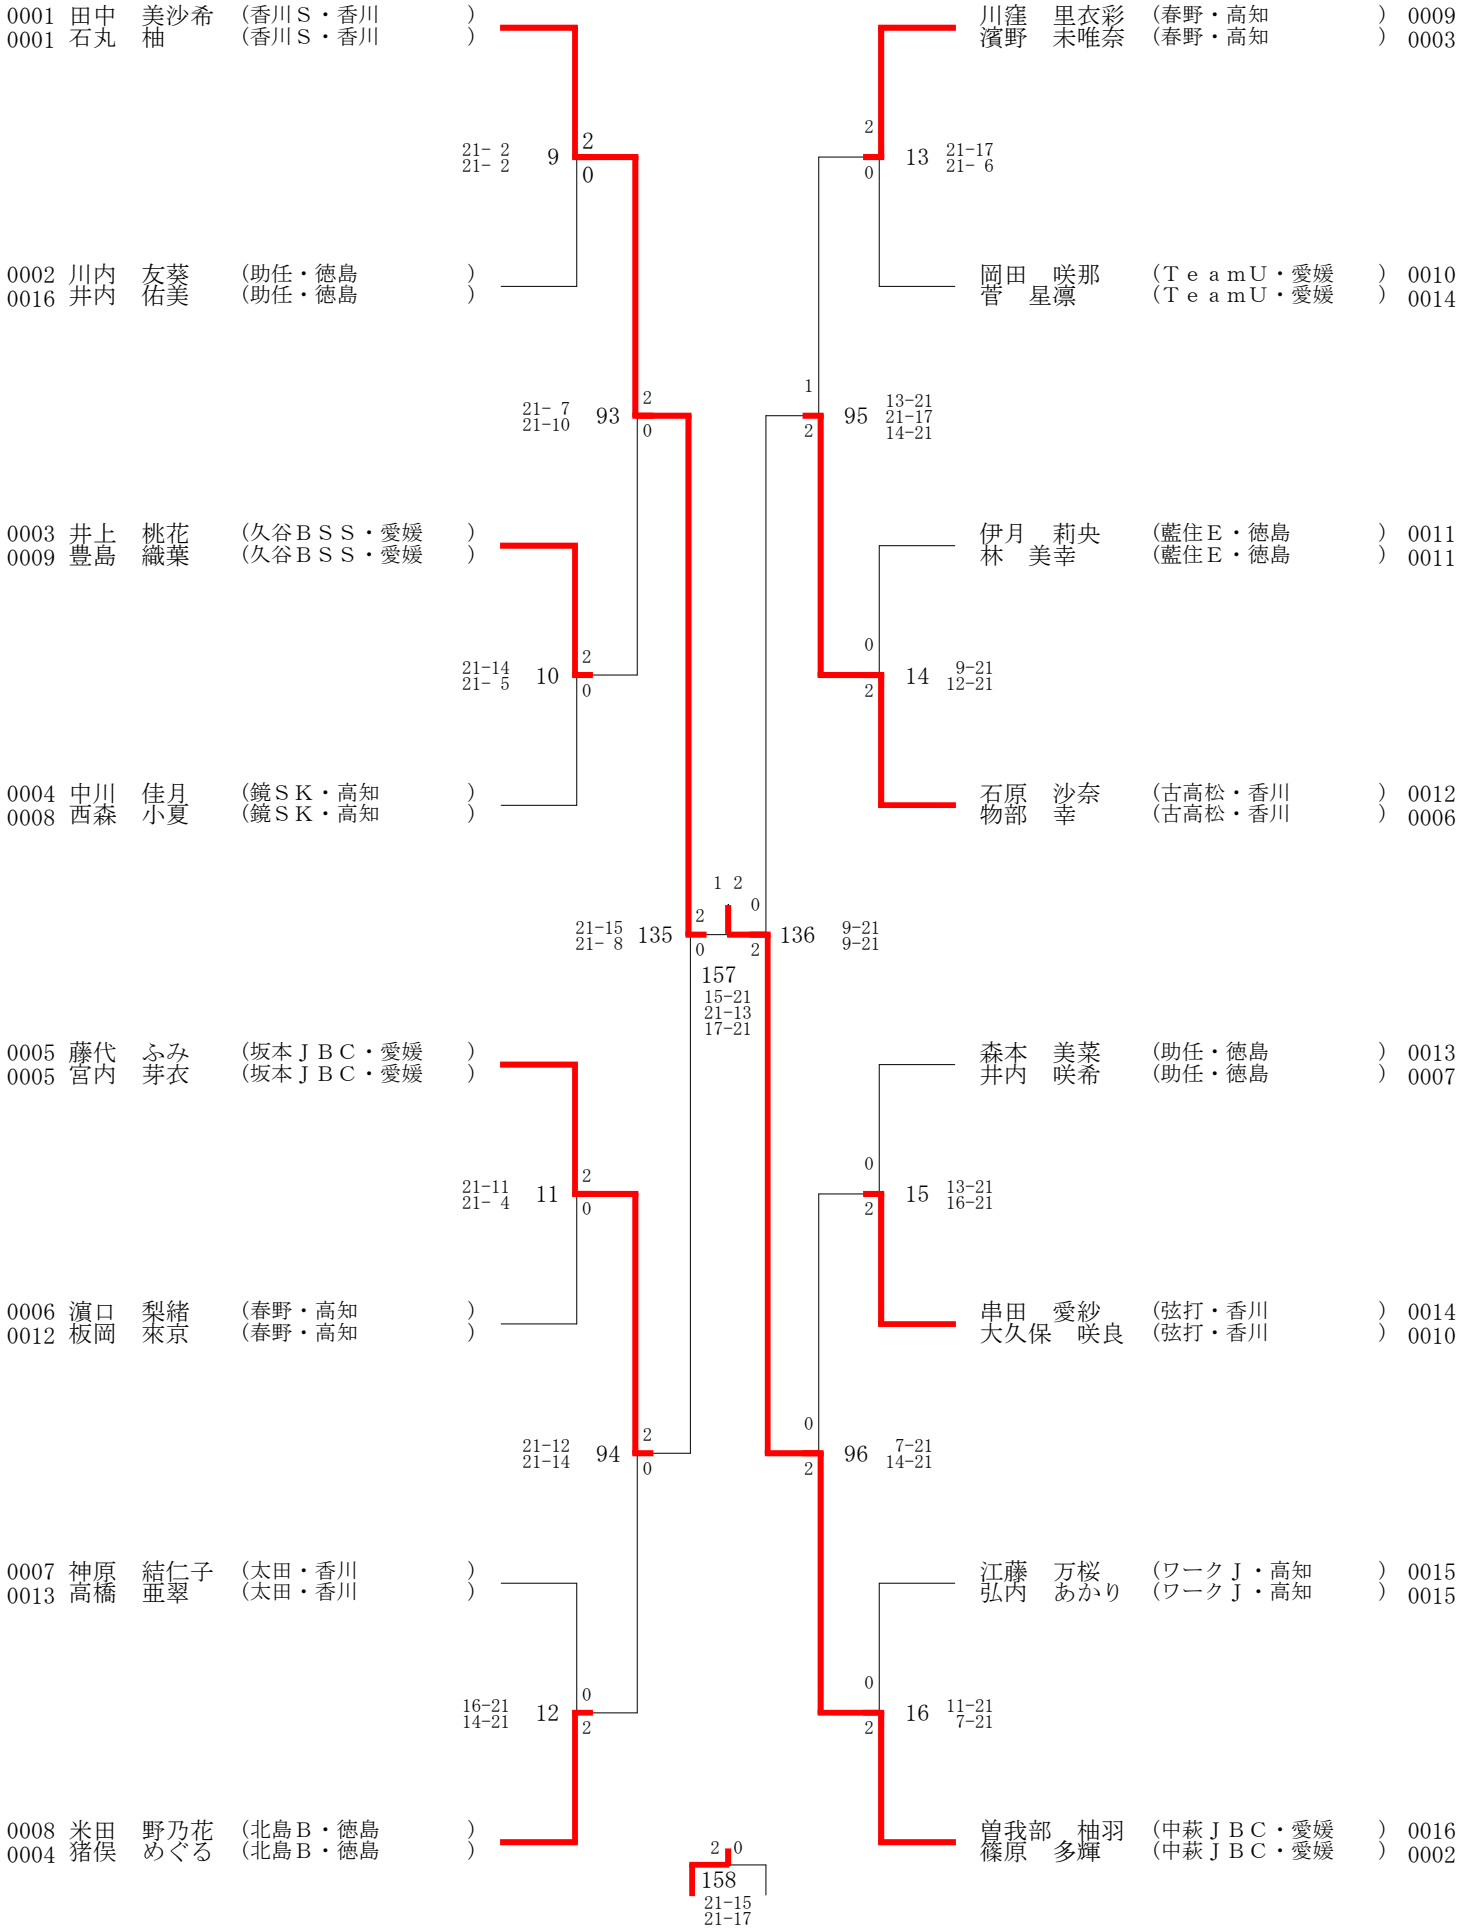 0001 田中　美沙希 (香川Ｓ・香川 )
0001 石丸　柚 (香川Ｓ・香川 )
2
21- 2
21- 2
9
0
0002 川内　友葵 (助任・徳島 )
0016 井内　佑美 (助任・徳島 )
2
21- 7
21-10
93
0
0003 井上　桃花 (久谷ＢＳＳ・愛媛 )
0009 豊島　織葉 (久谷ＢＳＳ・愛媛 )
2
21-14
21- 5
10
0
0004 中川　佳月 (鏡ＳＫ・高知 )
0008 西森　小夏 (鏡ＳＫ・高知 )
2
21-15
21- 8
135
0
0005 藤代　ふみ (坂本ＪＢＣ・愛媛 )
0005 宮内　芽衣 (坂本ＪＢＣ・愛媛 )
2
21-11
21- 4
11
0
0006 濵口　梨緒 (春野・高知 )
0012 板岡　來京 (春野・高知 )
2
21-12
21-14
94
0
0007 神原　結仁子 (太田・香川 )
0013 高橋　亜翠 (太田・香川 )
0
16-21
14-21
12
2
0008 米田　野乃花 (北島Ｂ・徳島 )
0004 猪俣　めぐる (北島Ｂ・徳島 )
1 2
157
15-21
21-13
17-21
2 0
158
21-15
21-17
川窪　里衣彩 (春野・高知 ) 0009
濱野　未唯奈 (春野・高知 ) 0003
2
13
21-17
21- 6
0
岡田　咲那 (ＴｅａｍＵ・愛媛 ) 0010
菅　星凛 (ＴｅａｍＵ・愛媛 ) 0014
1
95
13-21
21-17
14-21
2
伊月　莉央 (藍住Ｅ・徳島 ) 0011
林　美幸 (藍住Ｅ・徳島 ) 0011
0
14
9-21
12-21
2
石原　沙奈 (古高松・香川 ) 0012
物部　幸 (古高松・香川 ) 0006
0
136
9-21
9-21
2
森本　美菜 (助任・徳島 ) 0013
井内　咲希 (助任・徳島 ) 0007
0
15
13-21
16-21
2
串田　愛紗 (弦打・香川 ) 0014
大久保　咲良 (弦打・香川 ) 0010
0
96
7-21
14-21
2
江藤　万桜 (ワークＪ・高知 ) 0015
弘内　あかり (ワークＪ・高知 ) 0015
0
16
11-21
7-21
2
曽我部　柚羽 (中萩ＪＢＣ・愛媛 ) 0016
篠原　多輝 (中萩ＪＢＣ・愛媛 ) 0002